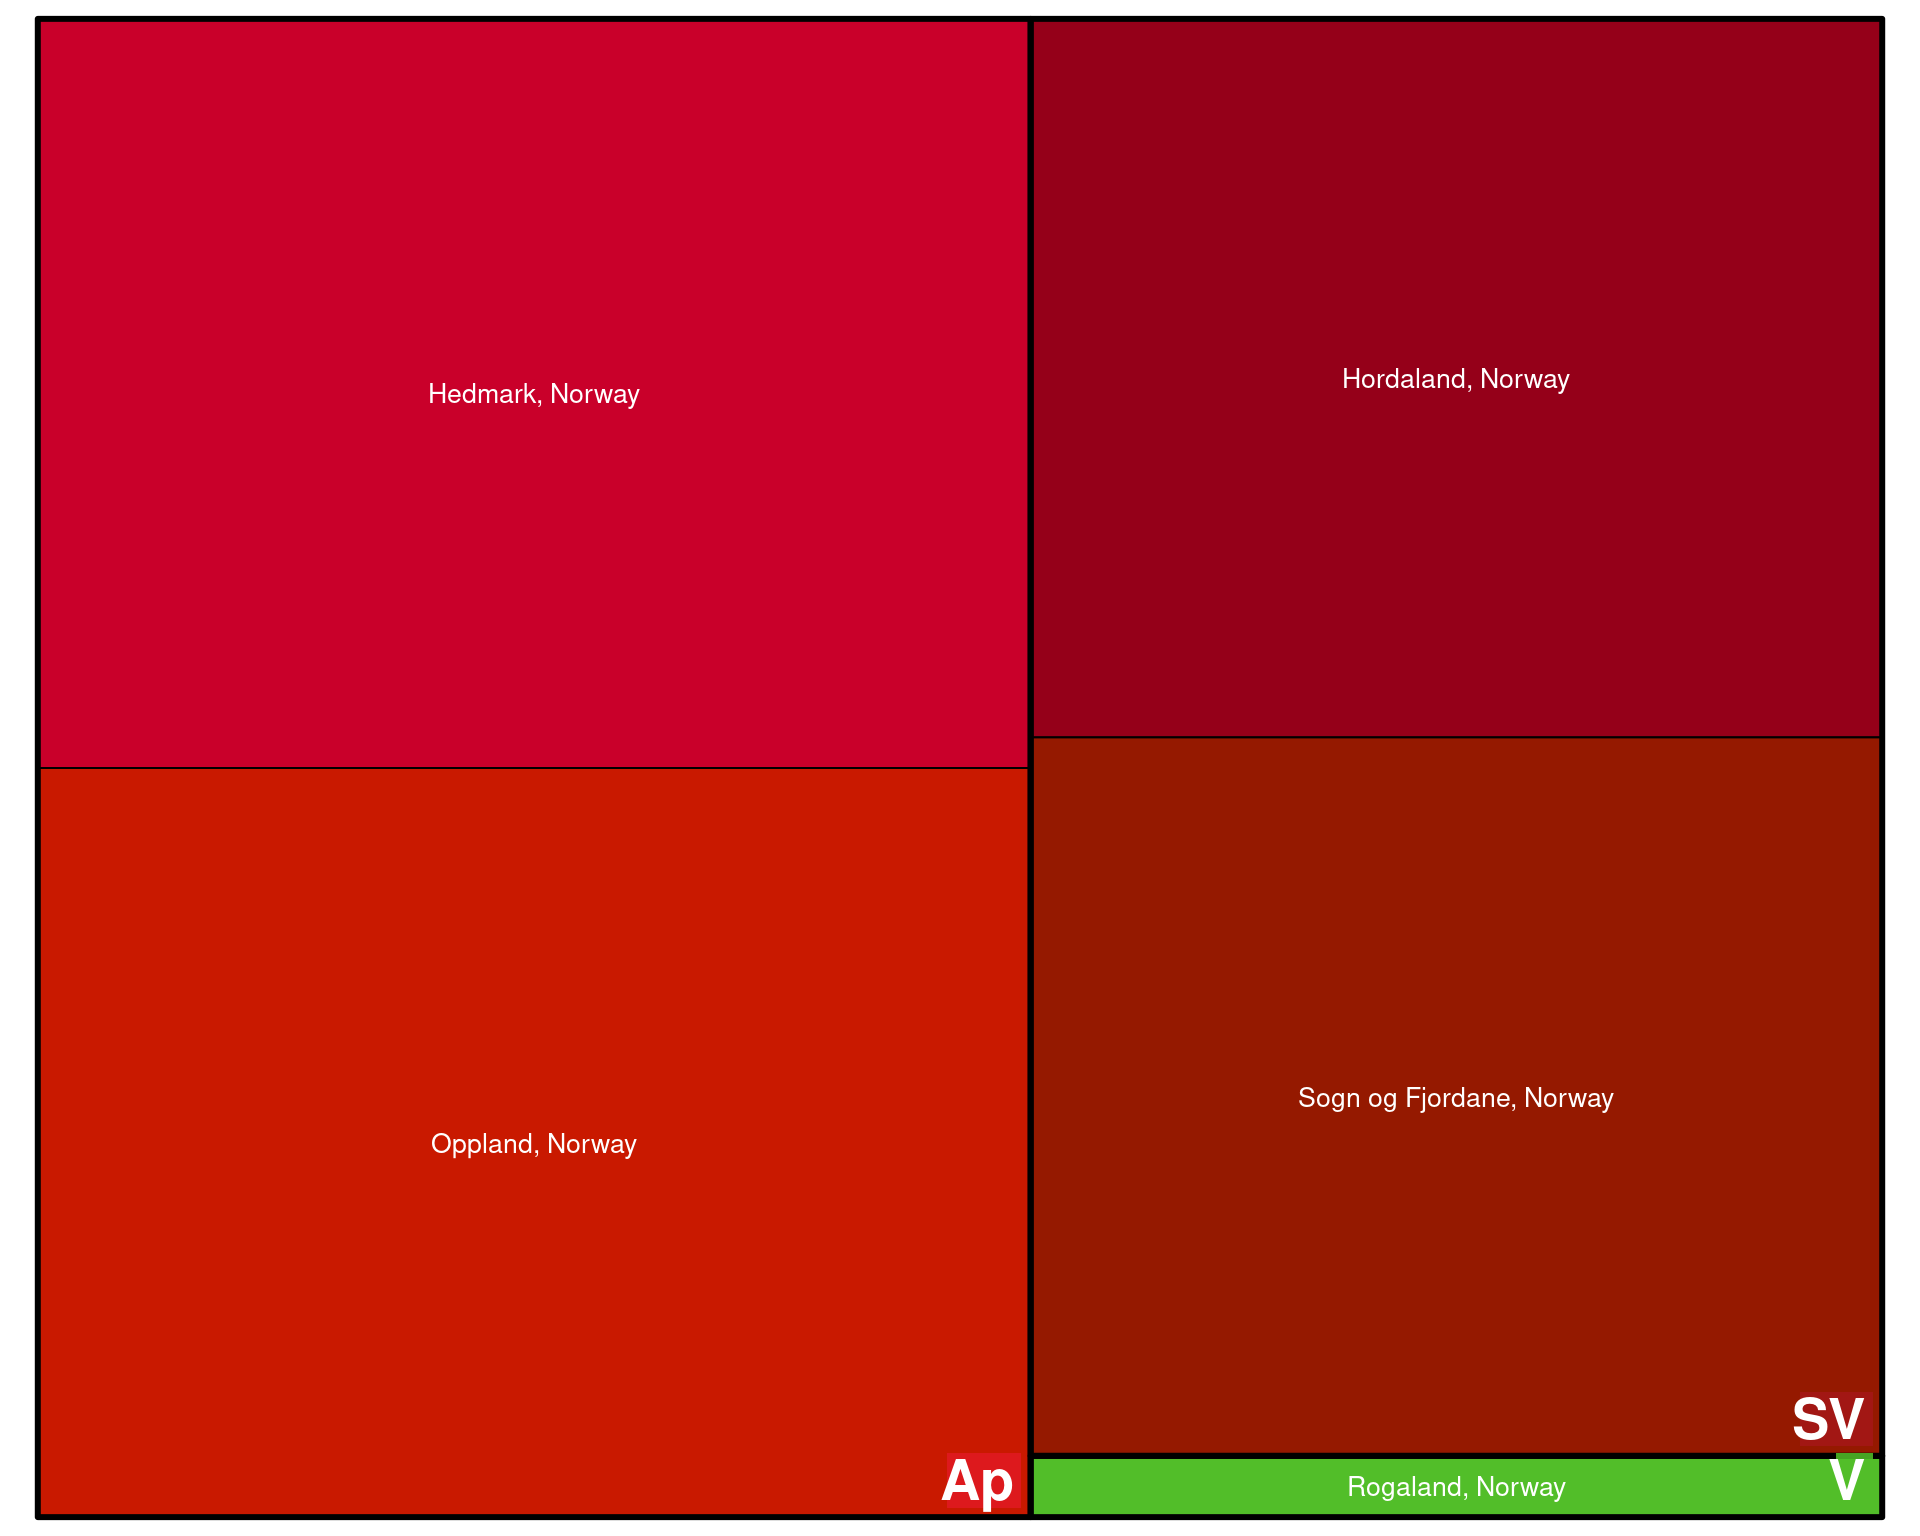 Hedmark, Norway
Oppland, Norway
Ap
Hordaland, Norway
Sogn og Fjordane, Norway
SV
Rogaland, Norway
V